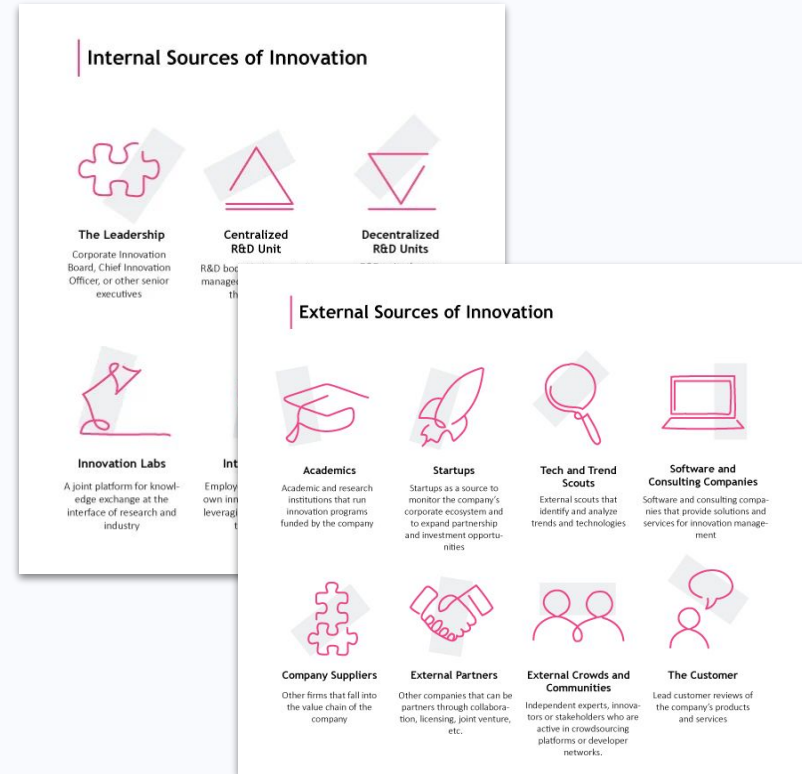 Internal Sources of Innovation
The Leadership
Corporate Innovation
Board, Chief Innovation
Officer, or other senior
executives
Centralized
R&D Unit
R&D
Decentralized
R&D Units
Innovation Labs
A joint platform for knowl-
edge exchange at the
interface of research and
industry
own
External Sources of Innovation
Academics
Academic and research
institutions that run
innovation programs
funded by the company
Startups
Startups as a source to
monitor the company's
corporate ecosystem and
to expand partnership
and investment opportu-
nities
Tech and Trend
Scouts
External scouts that
identify and analyze
trends and technologies
Software and
Consulting Companies
Software and consulting compa-
nies that provide solutions and
services for innovation manage-
ment
Company Suppliers
Other firms that fall into
the value chain of the
company
External Partners
Other companies that can be
partners through collabora-
tion, licensing, joint venture,
etc.
External Crowds and
Communities
Independent experts, innova-
tors or stakeholders who are
active in crowdsourcing
platforms or developer
networks.
The Customer
Lead customer reviews of
the company's products
and services